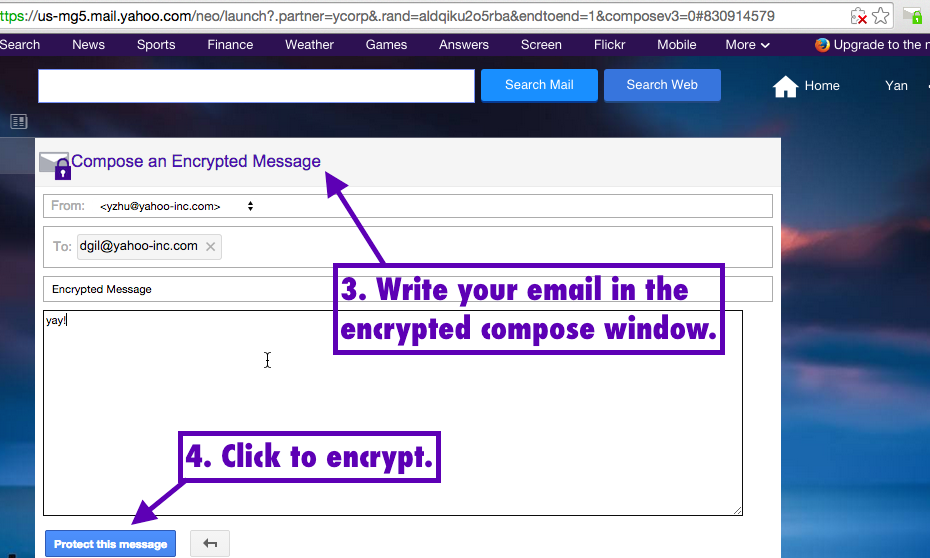 ttps://us-mg5.mail.yahoo.com/neo/launch?.partner=ycorp&.rand=aldqiku2o5rba&endtoend=1&composev3=0#830914579
Search News Sports Finance Weather Games Answers Screen Flickr Mobile More Upgrade to the
Search Mail Search Web Home Yan
Compose an Encrypted Message
From: <yzhu@yahoo-inc.com>
To: dgil@yahoo-inc.com
Encrypted Message
3. Write your email in the
encrypted compose window.
yay!
4. Click to encrypt.
Protect this message